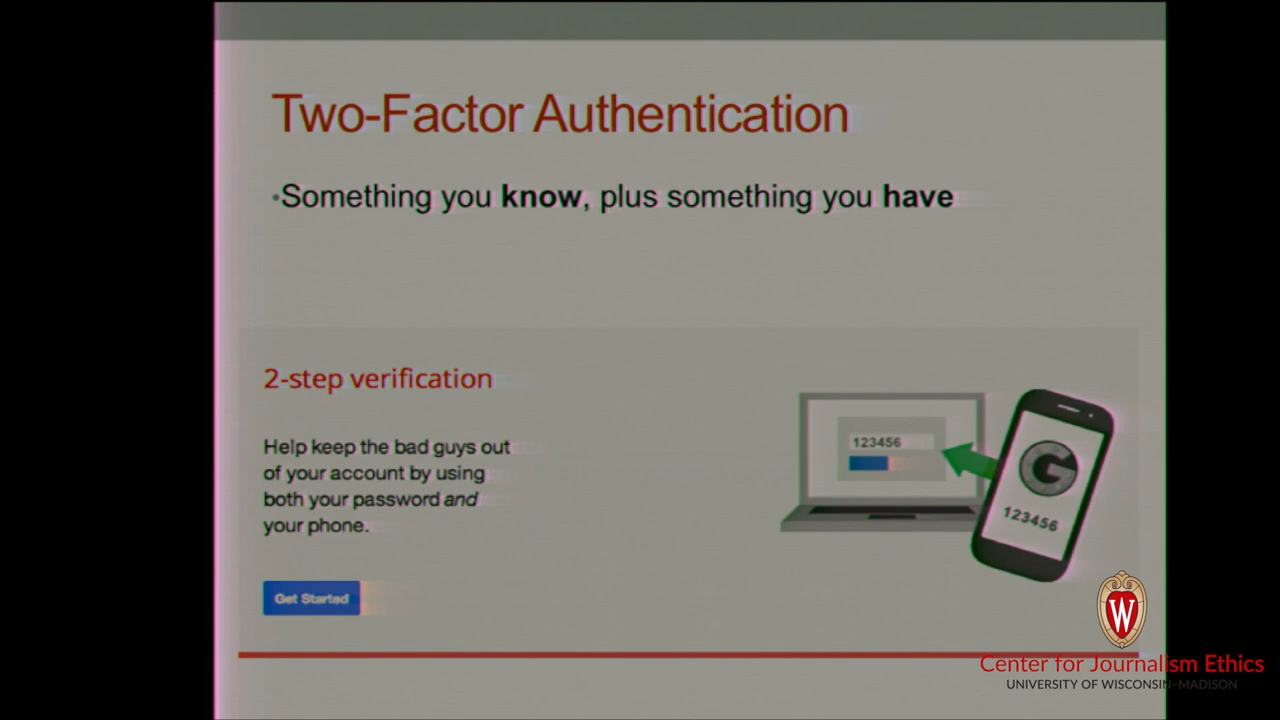 Two-Factor Authentication
•Something you know, plus something you have
2-step verification
Help keep the bad guys out
of your account by using
both your password and
your phone.
Get Started
123456
G
123456
W
Center for Journalism Ethics
UNIVERSITY OF WISCONSIN–MADISON